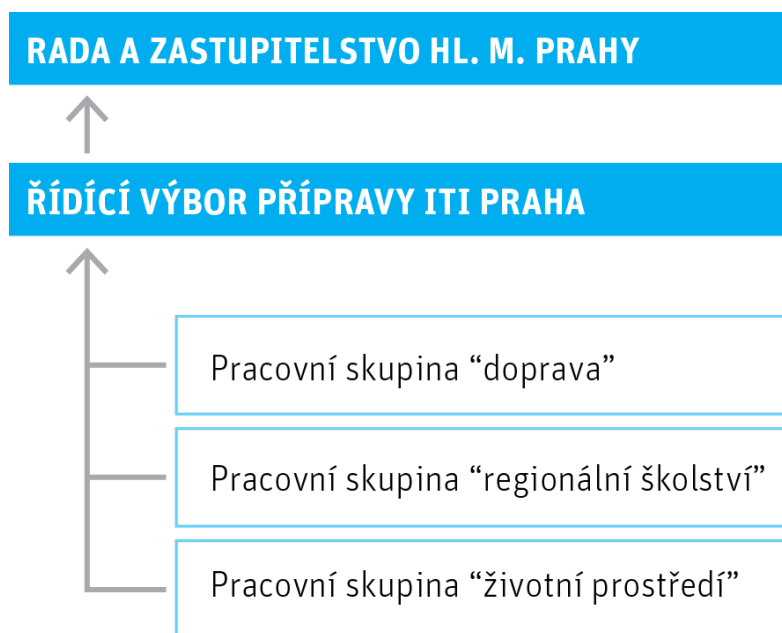 RADA A ZASTUPITELSTVO HL. M. PRAHY
ŘÍDÍCÍ VÝBOR PŘÍPRAVY ITI PRAHA
Pracovní skupina “doprava”
Pracovní skupina “regionální školství”
Pracovní skupina “životní prostředí”